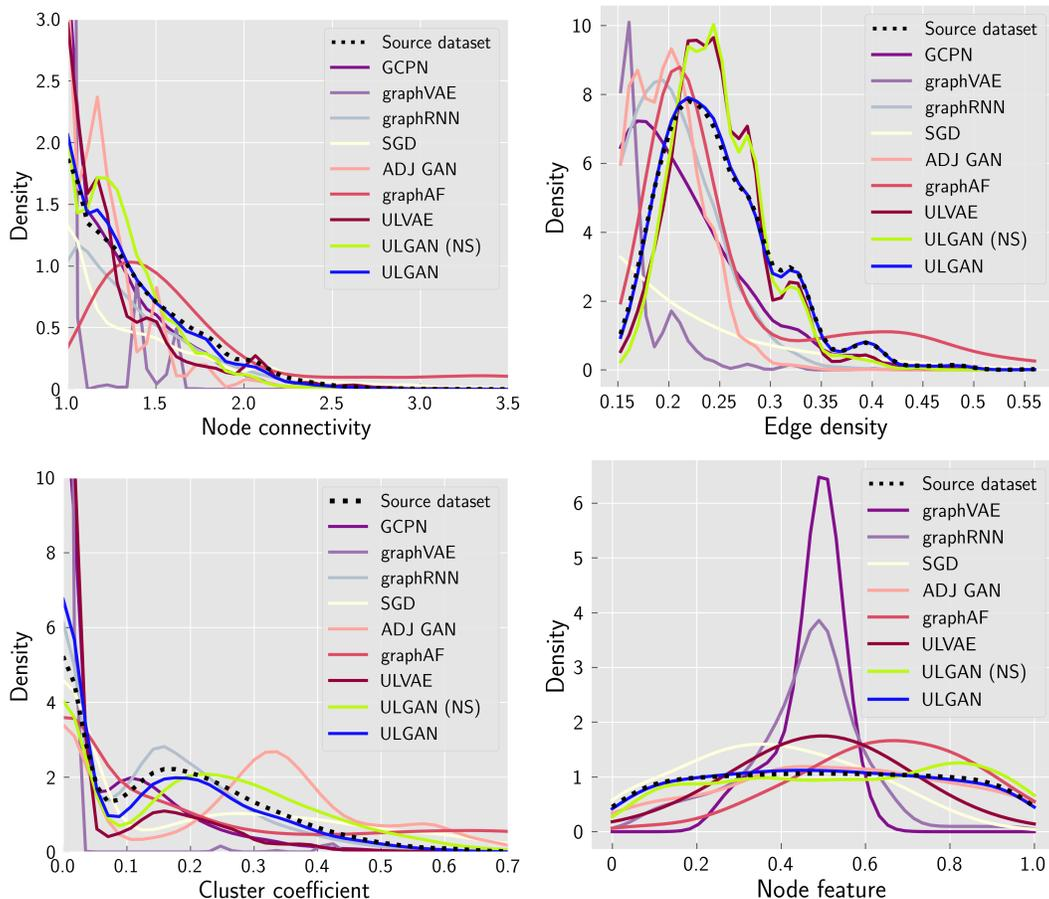 3.0
2.5
2.0
1.5
1.0
0.5
0
Density
1.0
1.5
2.0
2.5
3.0
3.5
Node connectivity
Source dataset
GCPN
graphVAE
graphRNN
SGD
ADJ GAN
graphAF
ULVAE
ULGAN (NS)
ULGAN
10
8
6
4
2
0
Density
0.15
0.2
0.25
0.3
0.35
0.4
0.45
0.5
0.55
Edge density
Source dataset
GCPN
graphVAE
graphRNN
SGD
ADJ GAN
graphAF
ULVAE
ULGAN (NS)
ULGAN
10
8
6
4
2
0
Density
0.0
0.1
0.2
0.3
0.4
0.5
0.6
0.7
Cluster coefficient
Source dataset
GCPN
graphVAE
graphRNN
SGD
ADJ GAN
graphAF
ULVAE
ULGAN (NS)
ULGAN
6
5
4
3
2
1
0
Density
0
0.2
0.4
0.6
0.8
1.0
Node feature
Source dataset
graphVAE
graphRNN
SGD
ADJ GAN
graphAF
ULVAE
ULGAN (NS)
ULGAN